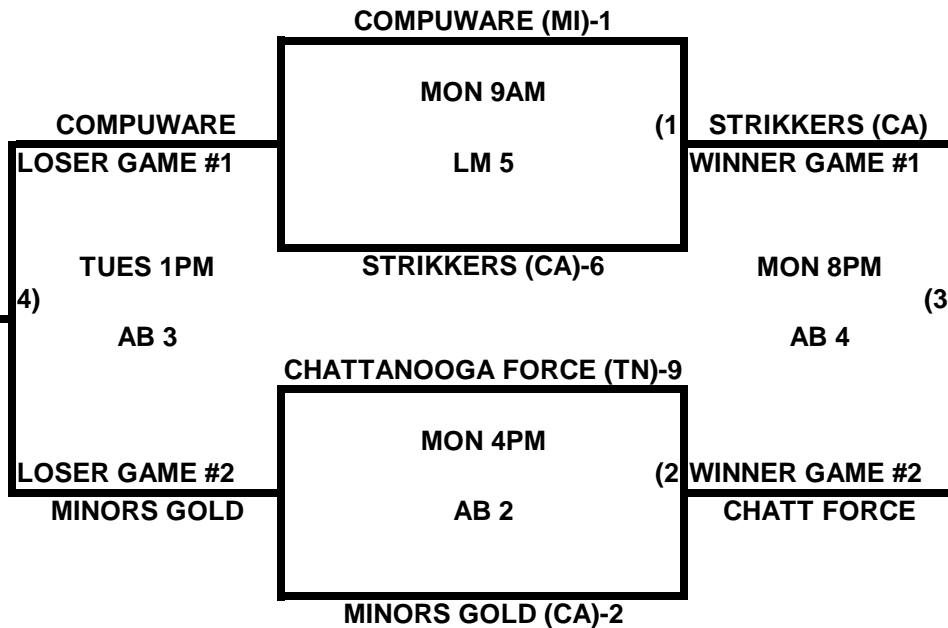 COMPUWARE (MI)-1
MON 9AM
COMPUWARE
(1
STRIKKERS (CA)
LOSER GAME #1
LM 5
WINNER GAME #1
STRIKKERS (CA)-6
TUES 1PM
MON 8PM
4)
(3
AB 3
AB 4
CHATTANOOGA FORCE (TN)-9
MON 4PM
LOSER GAME #2
(2
WINNER GAME #2
MINORS GOLD
AB 2
CHATT FORCE
MINORS GOLD (CA)-2